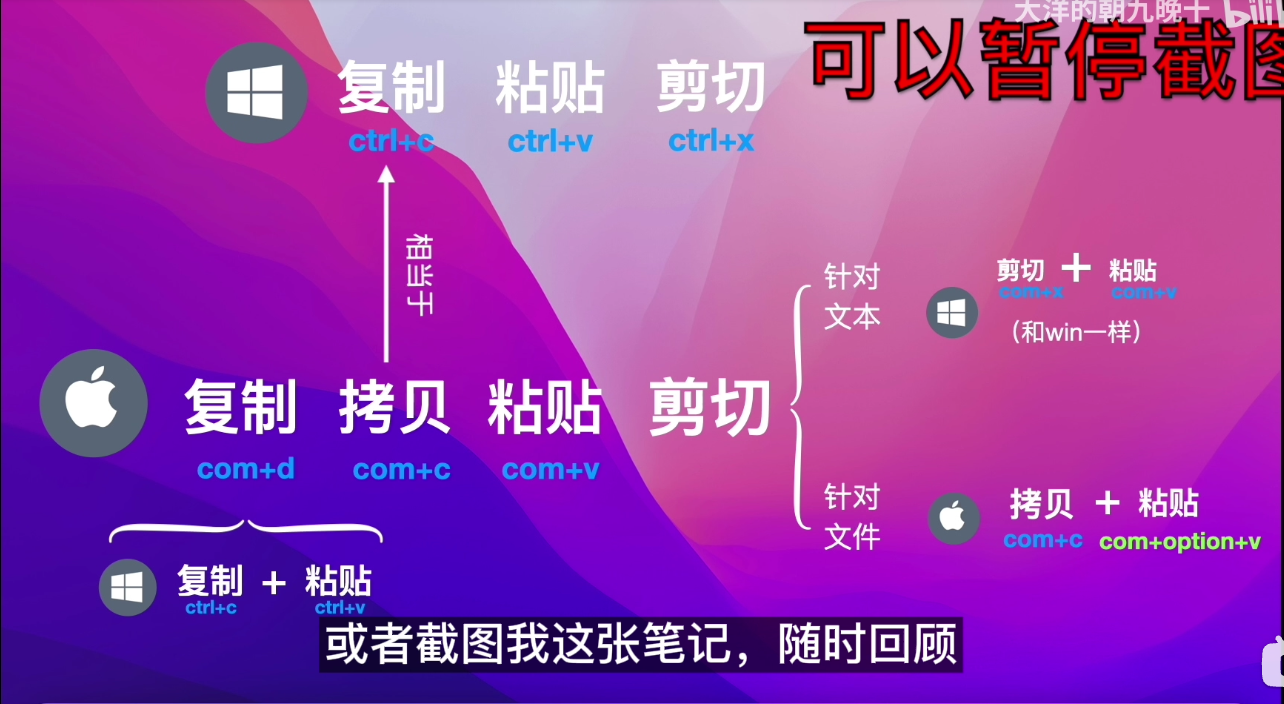 大洋的朝九晚十
bilibili
可以暂停截图
复制 粘贴 剪切
ctrl+c ctrl+v ctrl+x
相当于
复制 拷贝 粘贴 剪切
com+d com+c com+v
针对
文本
剪切 + 粘贴
com+x com+v
（和win一样）
针对
文件
拷贝 + 粘贴
com+c com+option+v
复制 + 粘贴
ctrl+c ctrl+v
或者截图我这张笔记，随时回顾